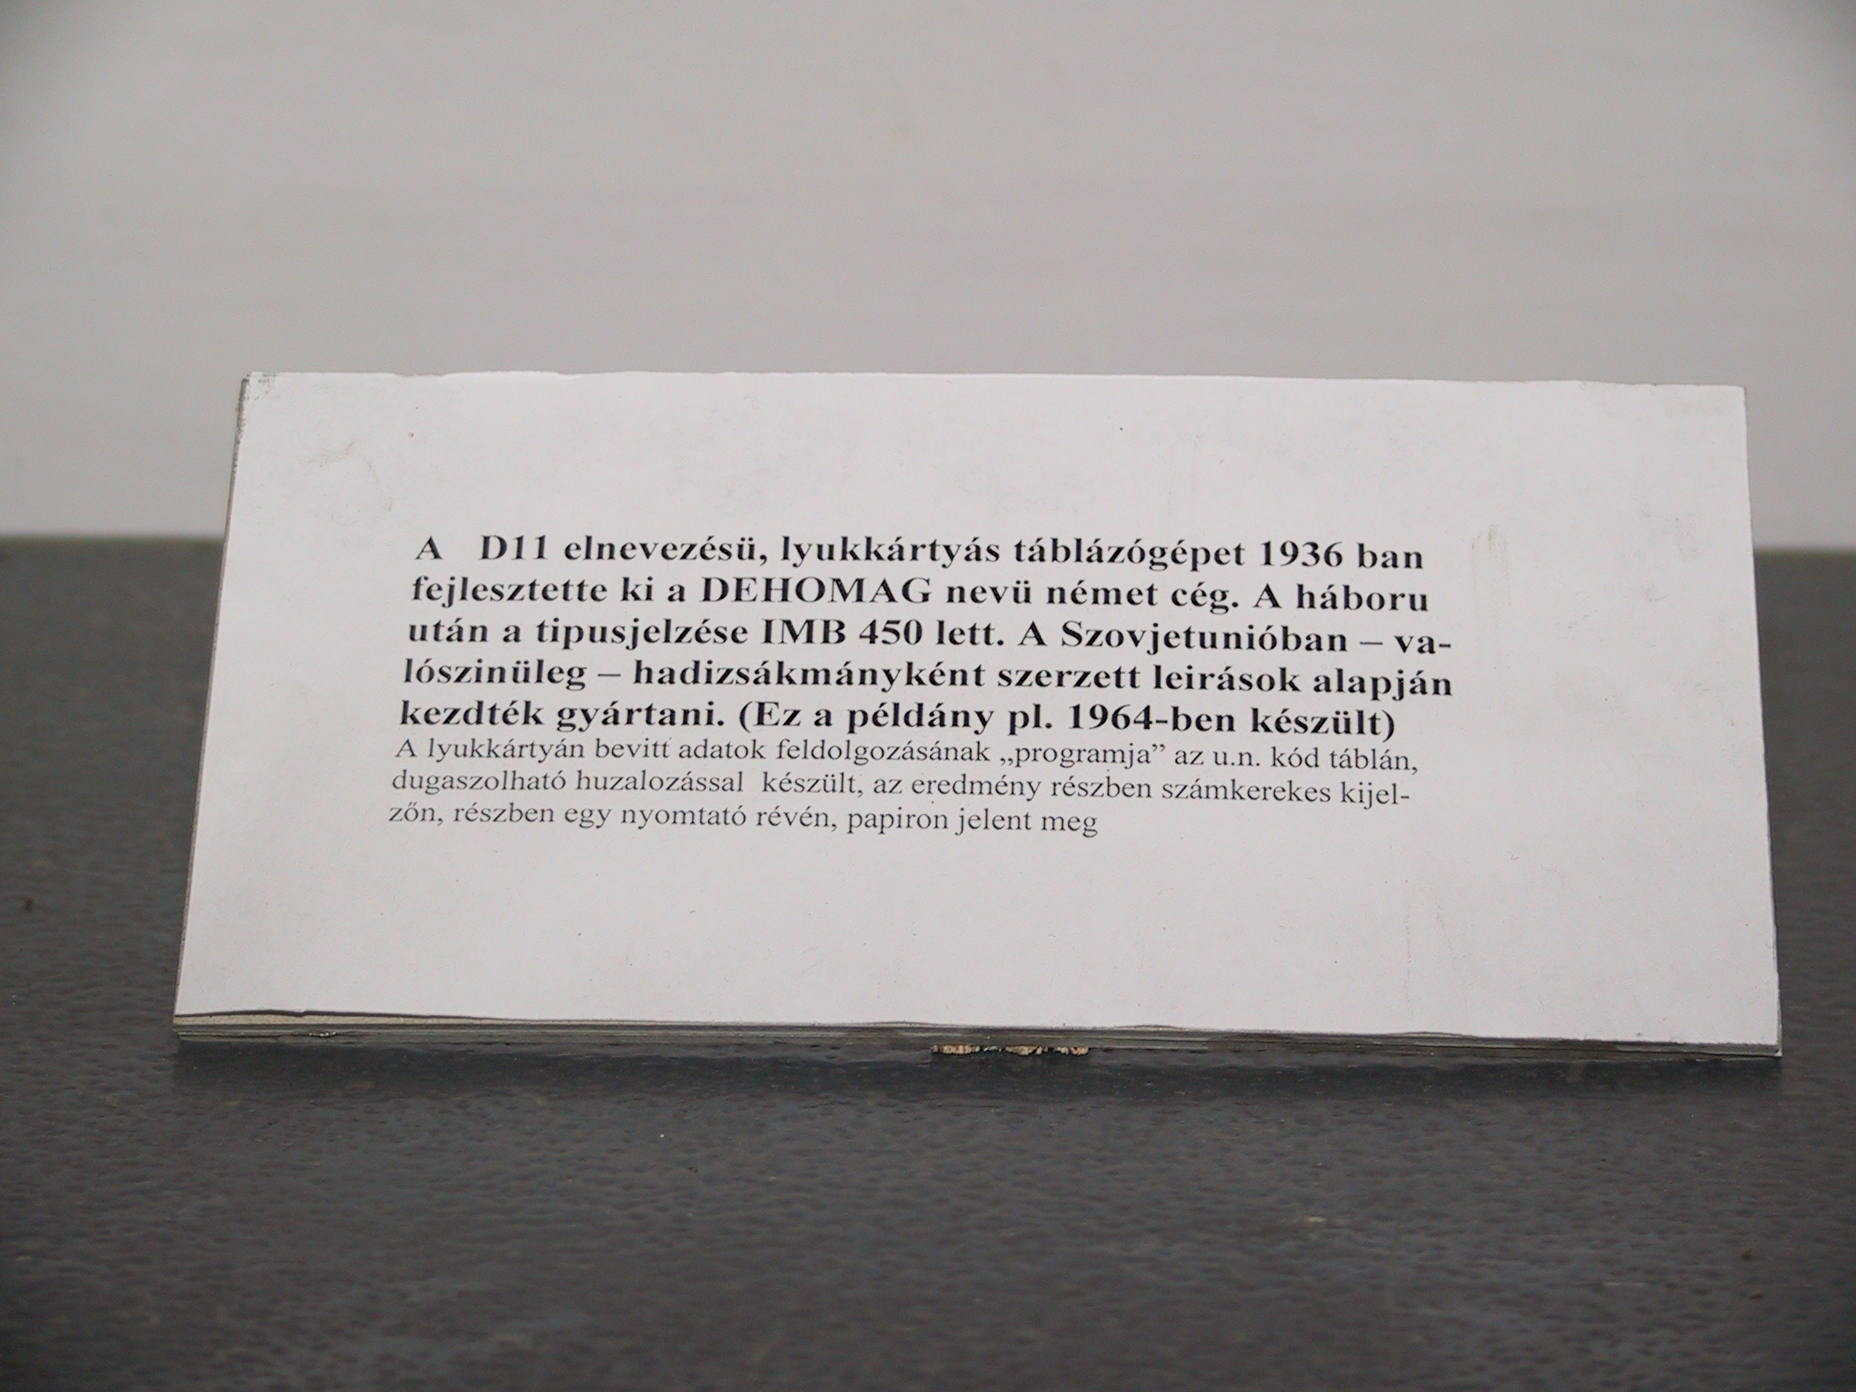 A D11 elnevezésü, lyukkártyás táblázógépet 1936 ban
fejlesztette ki a DEHOMAG nevü német cég. A háboru
után a tipusjelzése IMB 450 lett. A Szovjetunióban – va-
lószinüleg – hadizsákmányként szerzett leirások alapján
kezdték gyártani. (Ez a példány pl. 1964-ben készült)
A lyukkártyán bevitt adatok feldolgozásának „programja” az u.n. kód táblán,
dugaszolható huzalozással készült, az eredmény részben számkerekes kijel-
zőn, részben egy nyomtató révén, papiron jelent meg